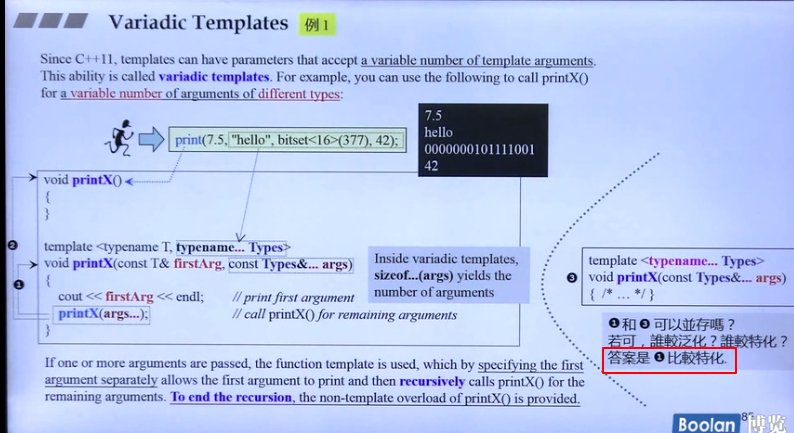 Variadic Templates 例 1
Since C++11, templates can have parameters that accept a variable number of template arguments.
This ability is called variadic templates. For example, you can use the following to call printX()
for a variable number of arguments of different types:
print(7.5, "hello", bitset<16>(377), 42);
7.5
hello
0000000101111001
42
void printX()
{
}
template <typename T, typename... Types>
void printX(const T& firstArg, const Types&... args)
{
cout << firstArg << endl; // print first argument
printX(args...); // call printX() for remaining arguments
}
❷
❶
Inside variadic templates,
sizeof...(args) yields the
number of arguments
❸
template <typename... Types>
void printX(const Types&... args)
{ /* ... */ }
❶和❸可以並存嗎？
若可，誰較泛化？誰較特化？
答案是❶比較特化.
If one or more arguments are passed, the function template is used, which by specifying the first
argument separately allows the first argument to print and then recursively calls printX() for the
remaining arguments. To end the recursion, the non-template overload of printX() is provided.
Boolan 博览